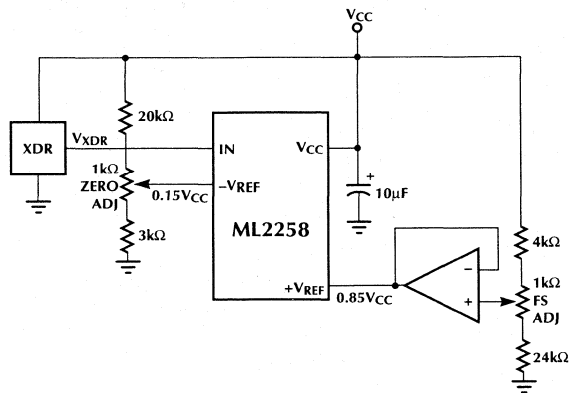 VCC
20kΩ
XDR
VXDR
IN
VCC
1kΩ
ZERO
ADJ
0.15VCC
–VREF
+
10µF
3kΩ
ML2258
+VREF
0.85VCC
–
+
4kΩ
1kΩ
FS
ADJ
24kΩ